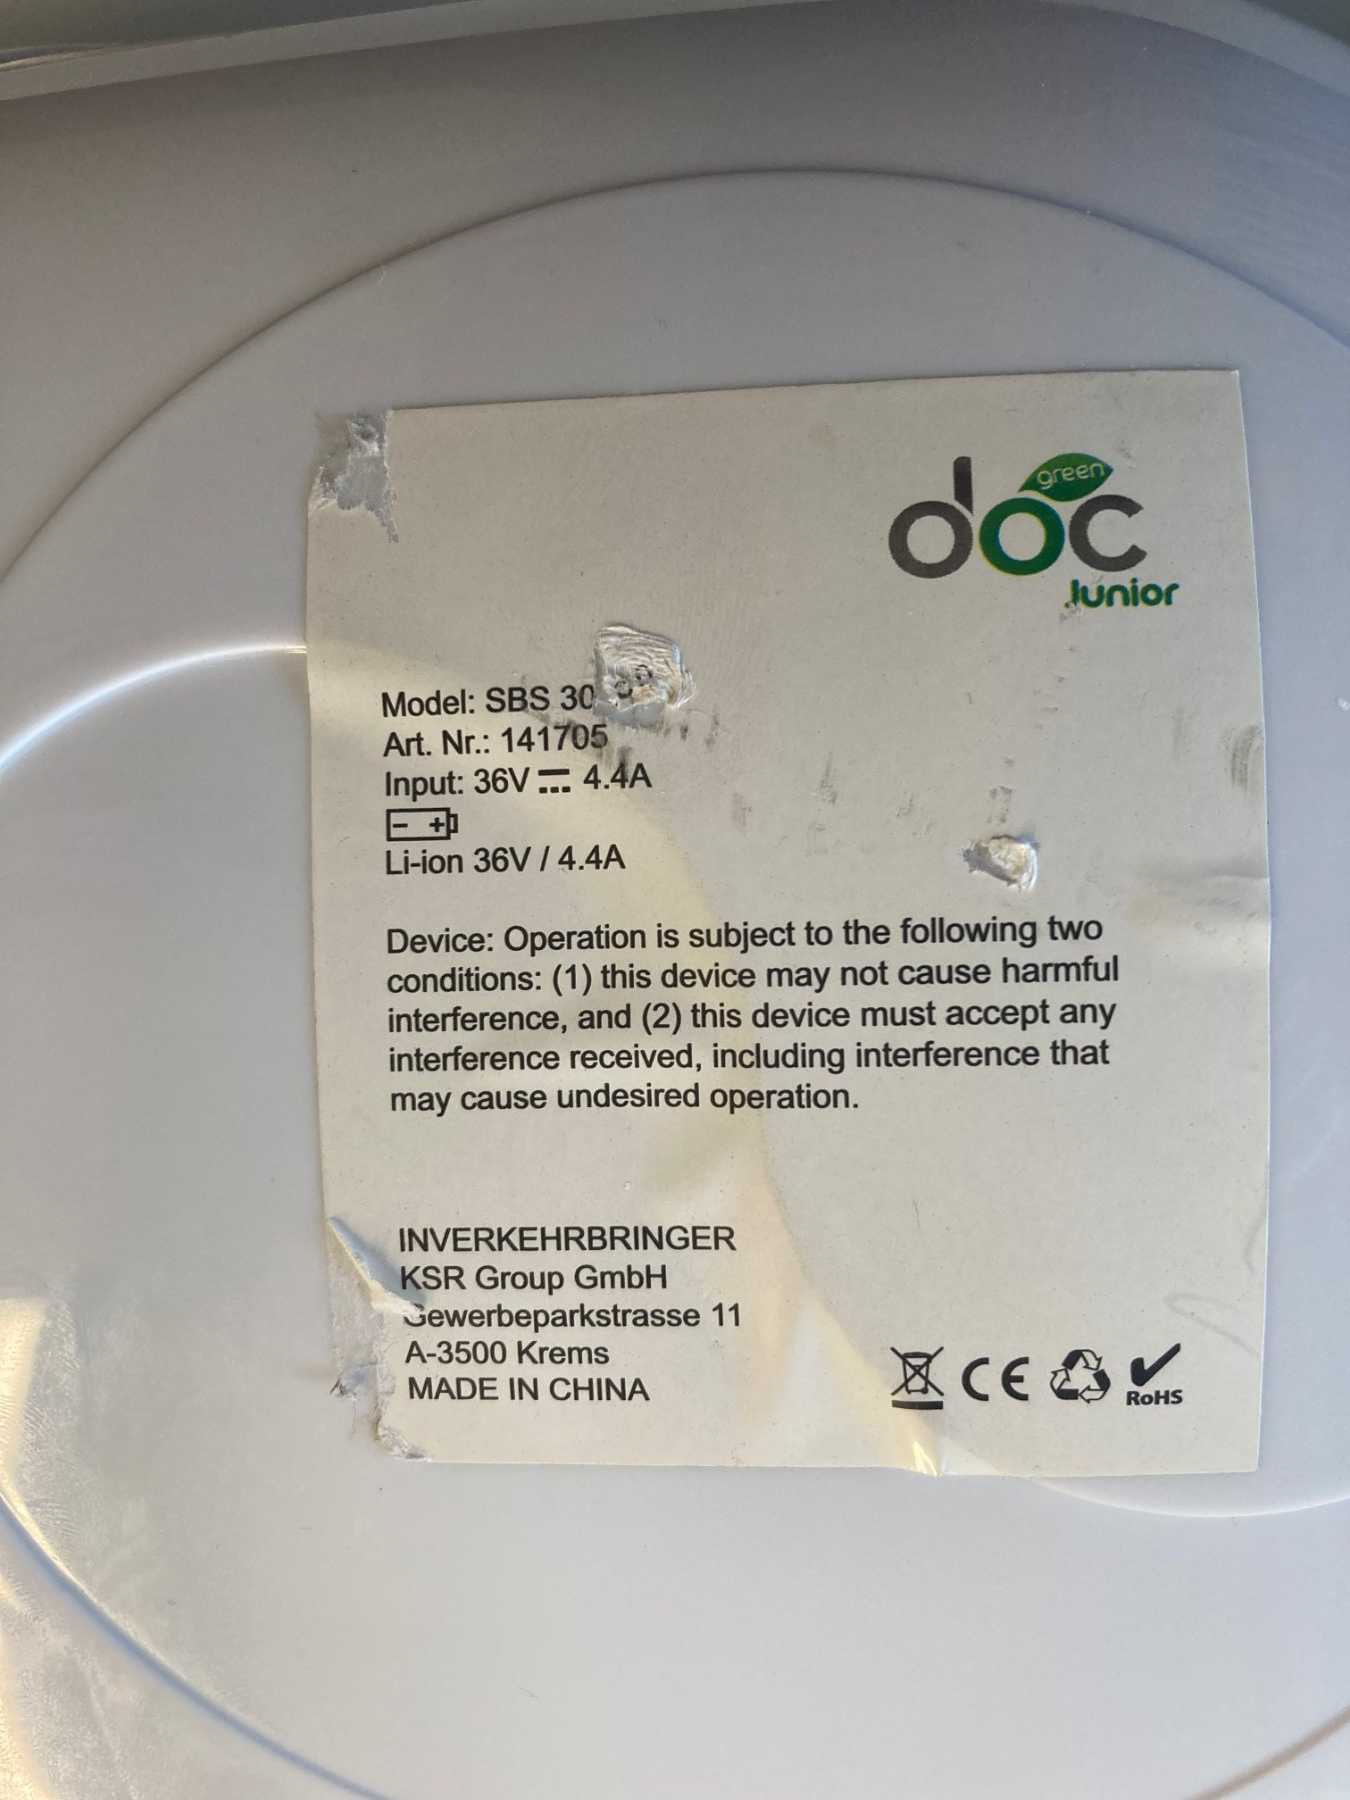 green
doc
Junior
Model: SBS
Art. Nr.: 141705
Input: 36V 4.4A
- +
Li-ion 36V / 4.4A
Device: Operation is subject to the following two
conditions: (1) this device may not cause harmful
interference, and (2) this device must accept any
interference received, including interference that
may cause undesired operation.
INVERKEHRBRINGER
KSR Group GmbH
Gewerbeparkstrasse 11
A-3500 Krems
MADE IN CHINA
CE
RoHS